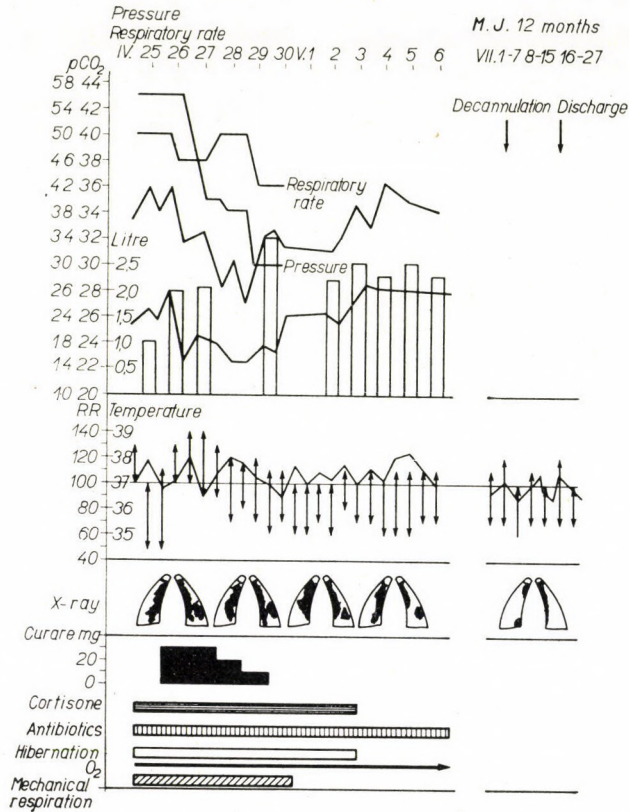 Pressure
Respiratory rate
M. J. 12 months
IV. 25 26 27 28 29 30 V.1 2 3 4 5 6
VII. 1-7 8-15 16-27
pCO2
58 44
54 42
Decannulation Discharge
50 40
46 38
42 36
Respiratory
rate
38 34
34 32
Litre
30 30
2,5
Pressure
26 28
2,0
24 26
1,5
18 24
1,0
14 22
0,5
10 20
RR Temperature
140 39
120 38
100 37
80 36
60 35
40
X-ray
Curare mg
20
0
Cortisone
Antibiotics
Hibernation
O2
Mechanical
respiration